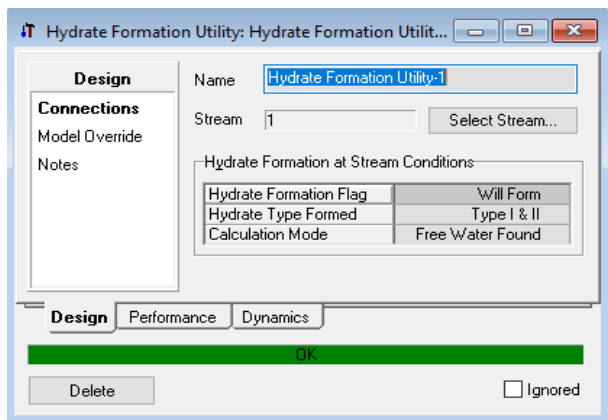 Hydrate Formation Utility: Hydrate Formation Utilit...
Design
Connections
Model Override
Notes
Name Hydrate Formation Utility-1
Stream 1 Select Stream...
Hydrate Formation at Stream Conditions
Hydrate Formation Flag Will Form
Hydrate Type Formed Type I & II
Calculation Mode Free Water Found
Design Performance Dynamics
OK
Delete Ignored